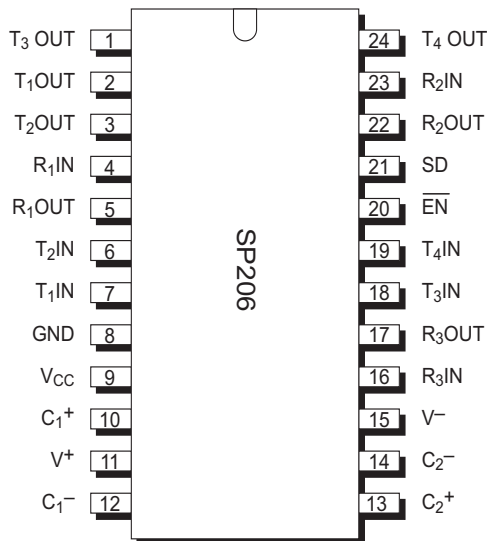 T₃ OUT 1 24 T₄ OUT
T₁OUT 2 23 R₂IN
T₂OUT 3 22 R₂OUT
R₁IN 4 21 SD
R₁OUT 5 20 E̅N̅
T₂IN 6 19 T₄IN
T₁IN 7 18 T₃IN
GND 8 17 R₃OUT
V_CC 9 16 R₃IN
C₁⁺ 10 15 V⁻
V⁺ 11 14 C₂⁻
C₁⁻ 12 13 C₂⁺
SP206